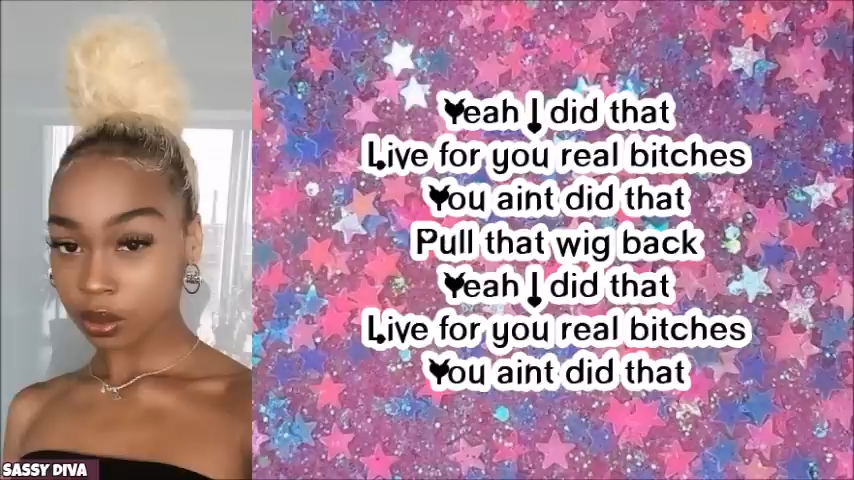 Yeah I did that
Live for you real bitches
You aint did that
Pull that wig back
Yeah I did that
Live for you real bitches
You aint did that
SASSY DIVA